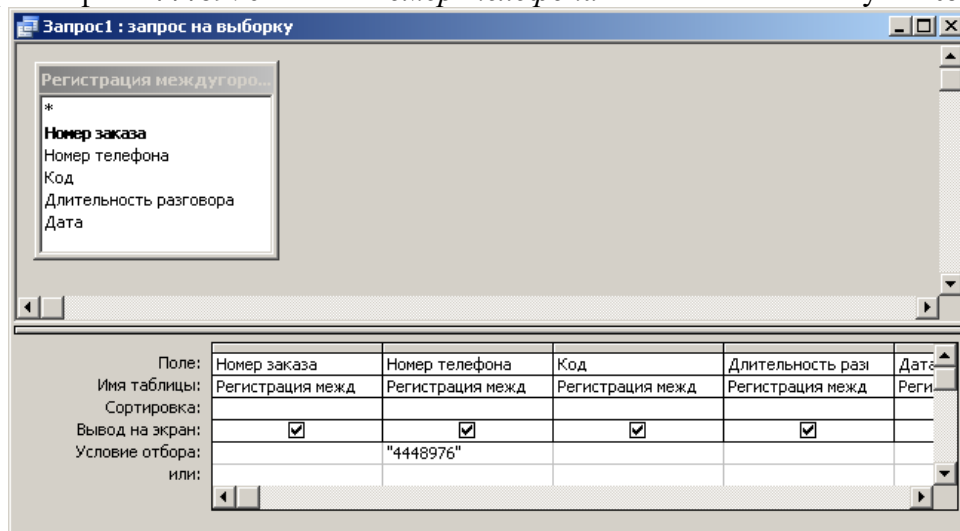 Запрос1 : запрос на выборку
Регистрация междугоро...
*
Номер заказа
Номер телефона
Код
Длительность разговора
Дата
Поле: Номер заказа Номер телефона Код Длительность разг Дата
Имя таблицы: Регистрация межд Регистрация межд Регистрация межд Регистрация межд Реги
Сортировка:
Вывод на экран:
Условие отбора: "4448976"
или: